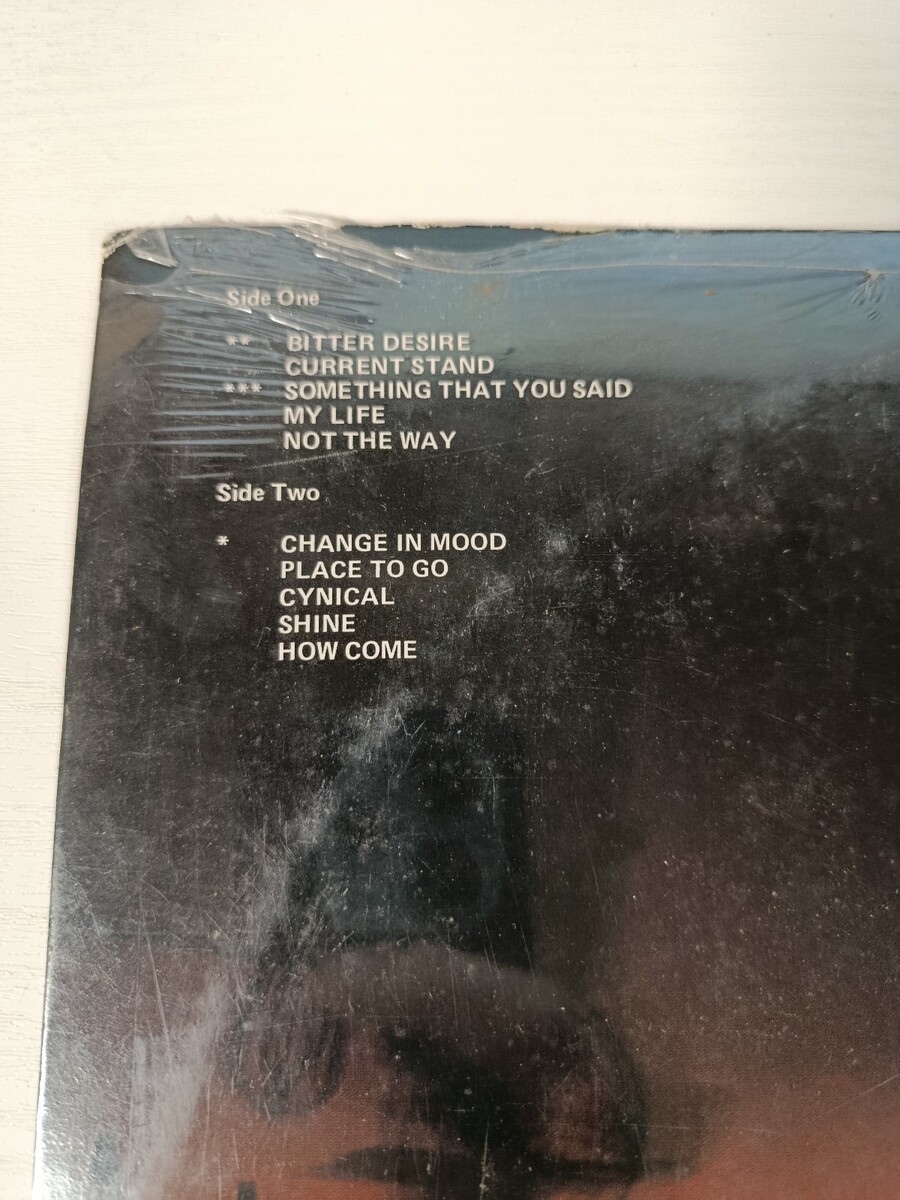 Side One
** BITTER DESIRE
CURRENT STAND
*** SOMETHING THAT YOU SAID
MY LIFE
NOT THE WAY
Side Two
* CHANGE IN MOOD
PLACE TO GO
CYNICAL
SHINE
HOW COME